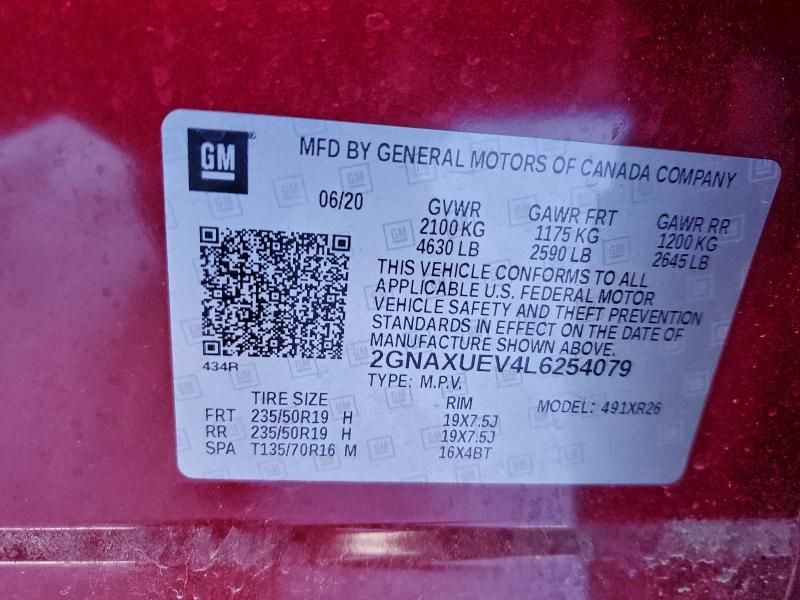 GM
MFD BY GENERAL MOTORS OF CANADA COMPANY
06/20
GVWR GAWR FRT GAWR RR
2100 KG 1175 KG 1200 KG
4630 LB 2590 LB 2645 LB
THIS VEHICLE CONFORMS TO ALL
APPLICABLE U.S. FEDERAL MOTOR
VEHICLE SAFETY AND THEFT PREVENTION
STANDARDS IN EFFECT ON THE DATE OF
MANUFACTURE SHOWN ABOVE.
2GNAXUEV4L6254079
434R
TYPE: M.P.V.
TIRE SIZE RIM MODEL: 491XR26
FRT 235/50R19 H 19X7.5J
RR 235/50R19 H 19X7.5J
SPA T135/70R16 M 16X4BT